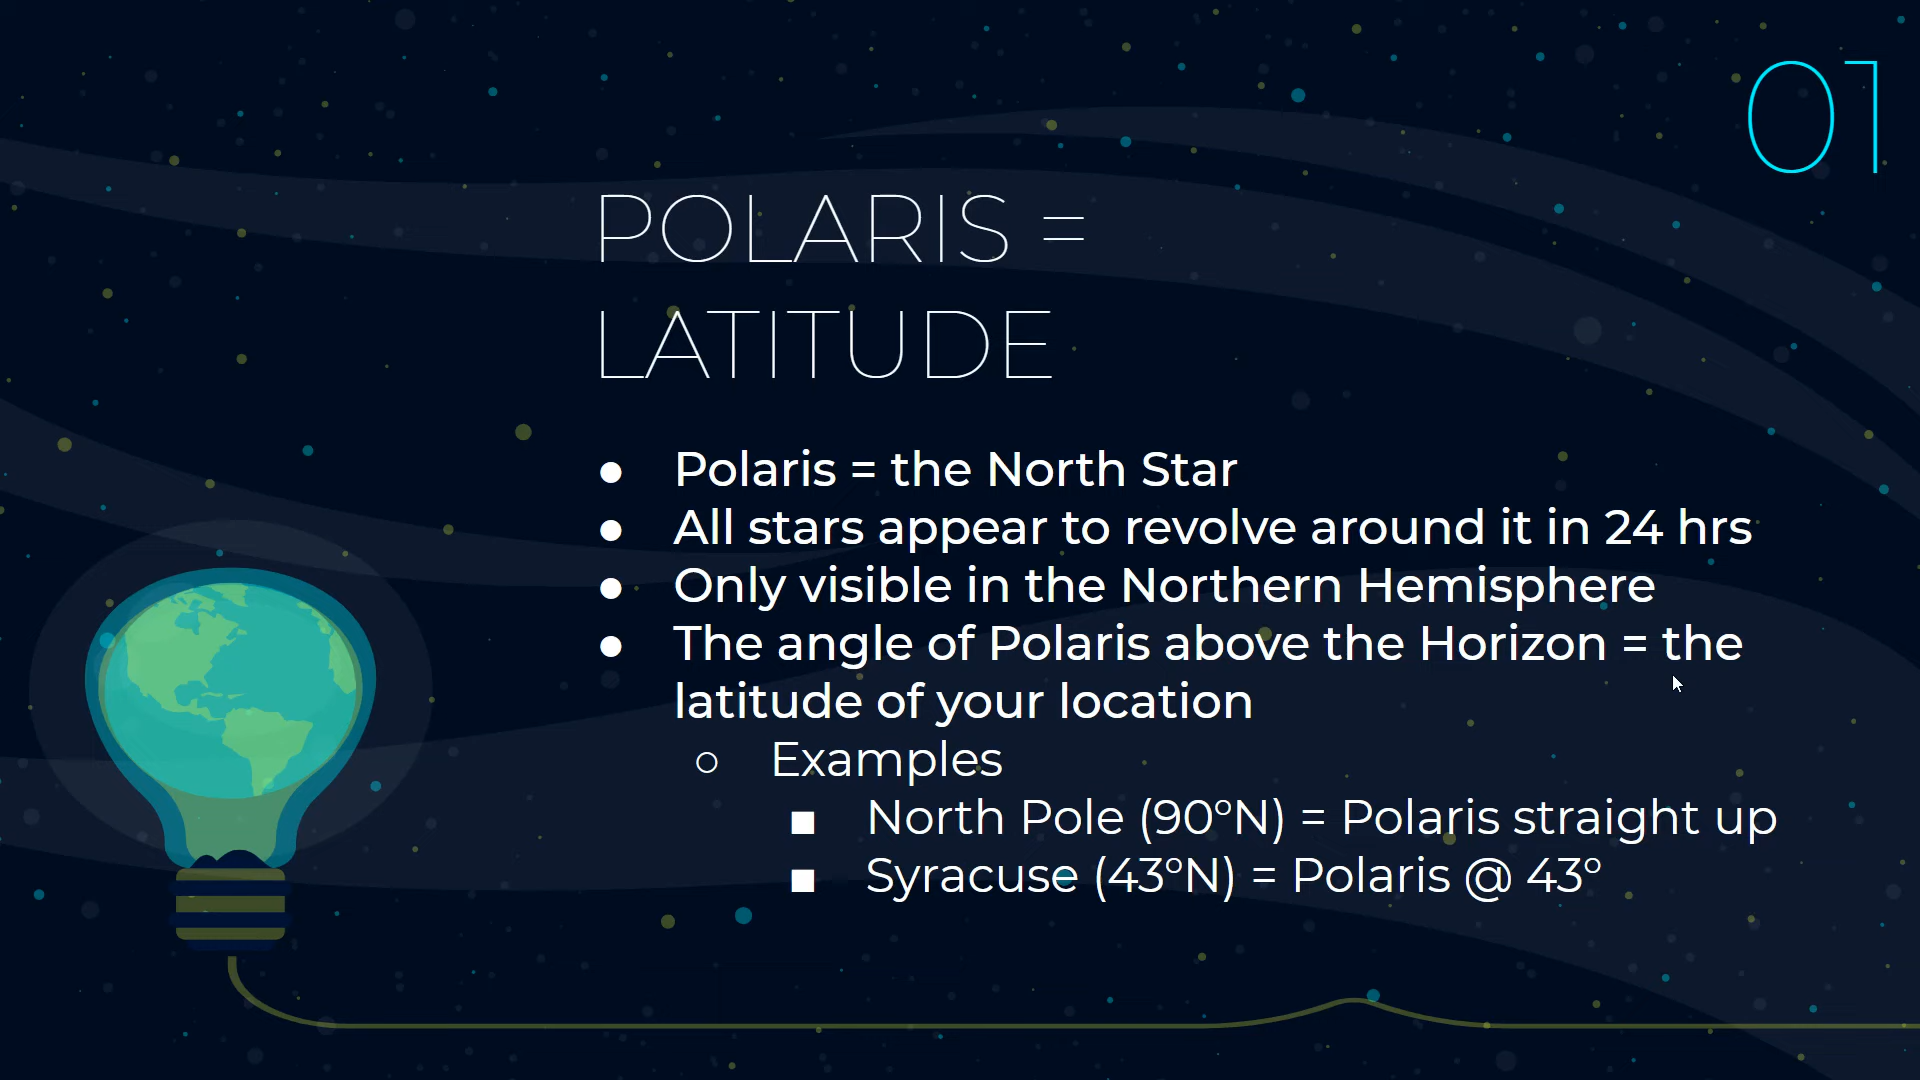 01
POLARIS =
LATITUDE
● Polaris = the North Star
● All stars appear to revolve around it in 24 hrs
● Only visible in the Northern Hemisphere
● The angle of Polaris above the Horizon = the
latitude of your location
○ Examples
■ North Pole (90°N) = Polaris straight up
■ Syracuse (43°N) = Polaris @ 43°